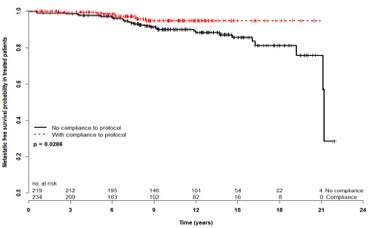 Metastatic free survival probability in treated patients
1.0
0.8
0.6
0.4
0.2
0.0
No compliance to protocol
With compliance to protocol
p = 0.0286
no. at risk
219 212 195 146 101 54 22 4 No compliance
234 209 163 102 82 16 8 0 Compliance
0 3 6 9 12 15 18 21 24
Time (years)